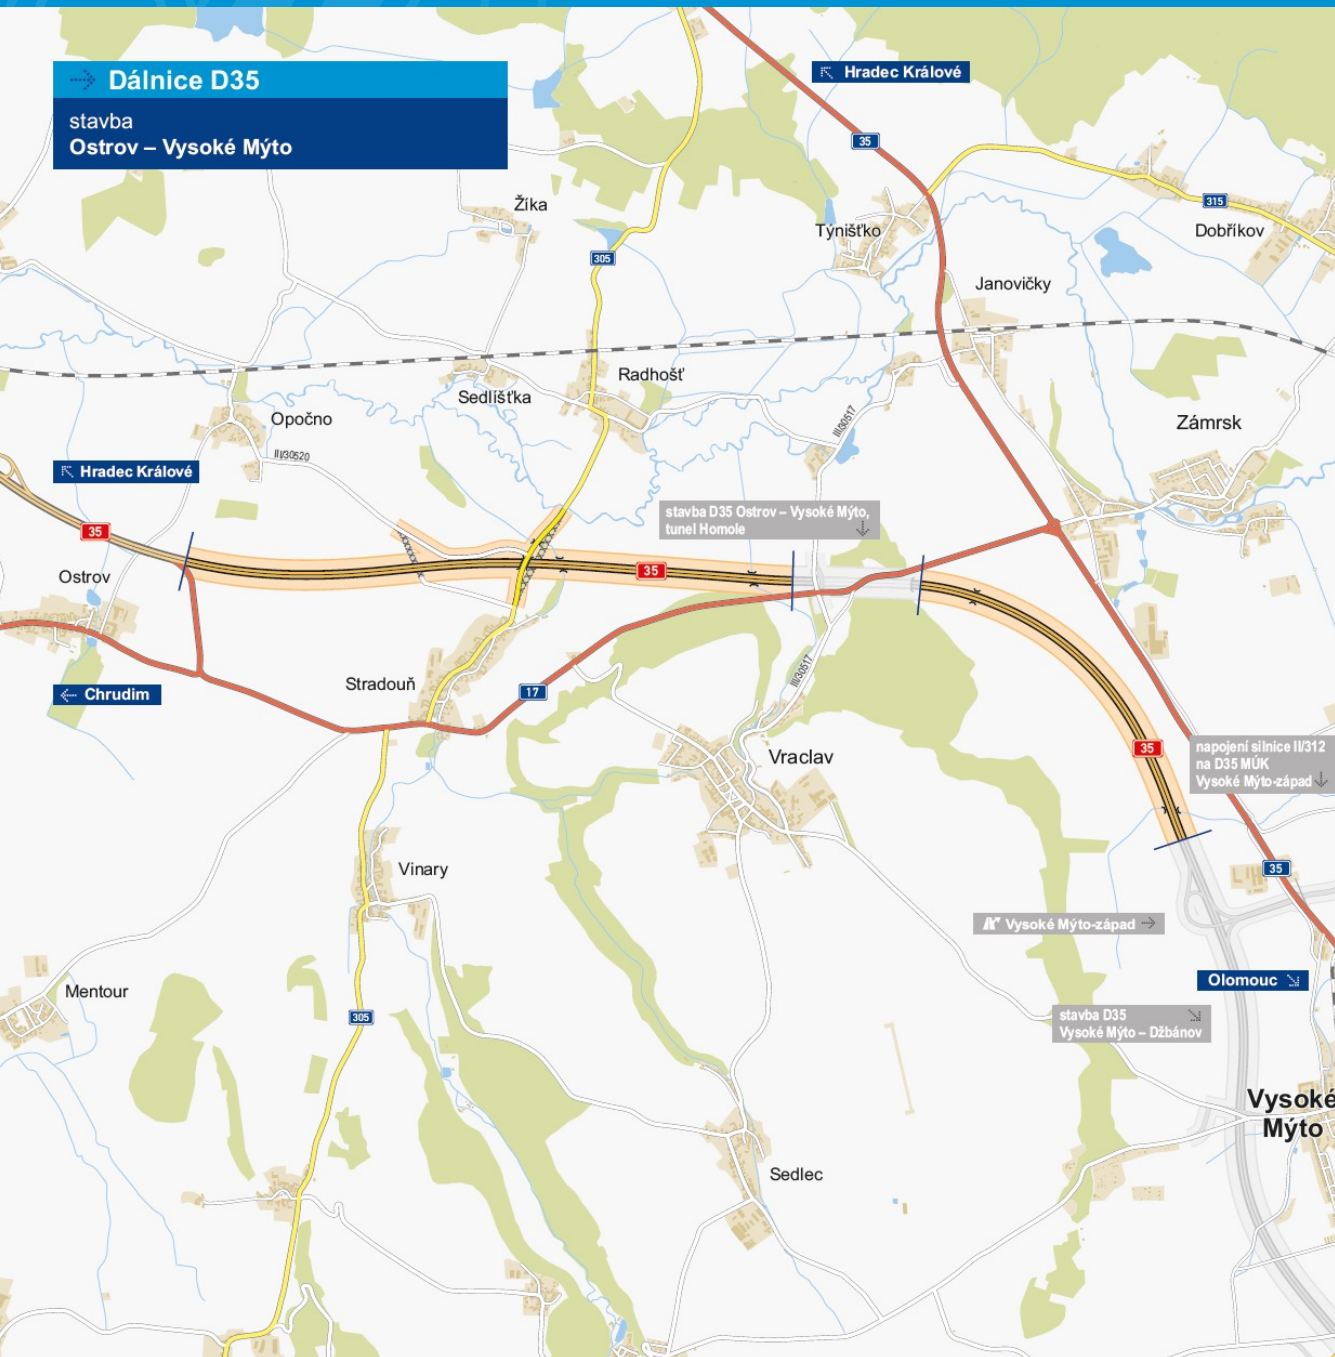 Dálnice D35
stavba
Ostrov – Vysoké Mýto
Hradec Králové
35
315
Žíka
Týnišťko
Dobříkov
305
Janovičky
Radhošť
Sedlíšťka
Opočno
III/30517
Zámrsk
III/30520
Hradec Králové
stavba D35 Ostrov – Vysoké Mýto,
tunel Homole
35
35
Ostrov
III/30517
Stradouň
Chrudim
17
Vraclav
35
napojení silnice II/312
na D35 MÚK
Vysoké Mýto-západ
Vinary
35
Vysoké Mýto-západ
Olomouc
Mentour
305
stavba D35
Vysoké Mýto – Džbánov
Vysoké
Mýto
Sedlec